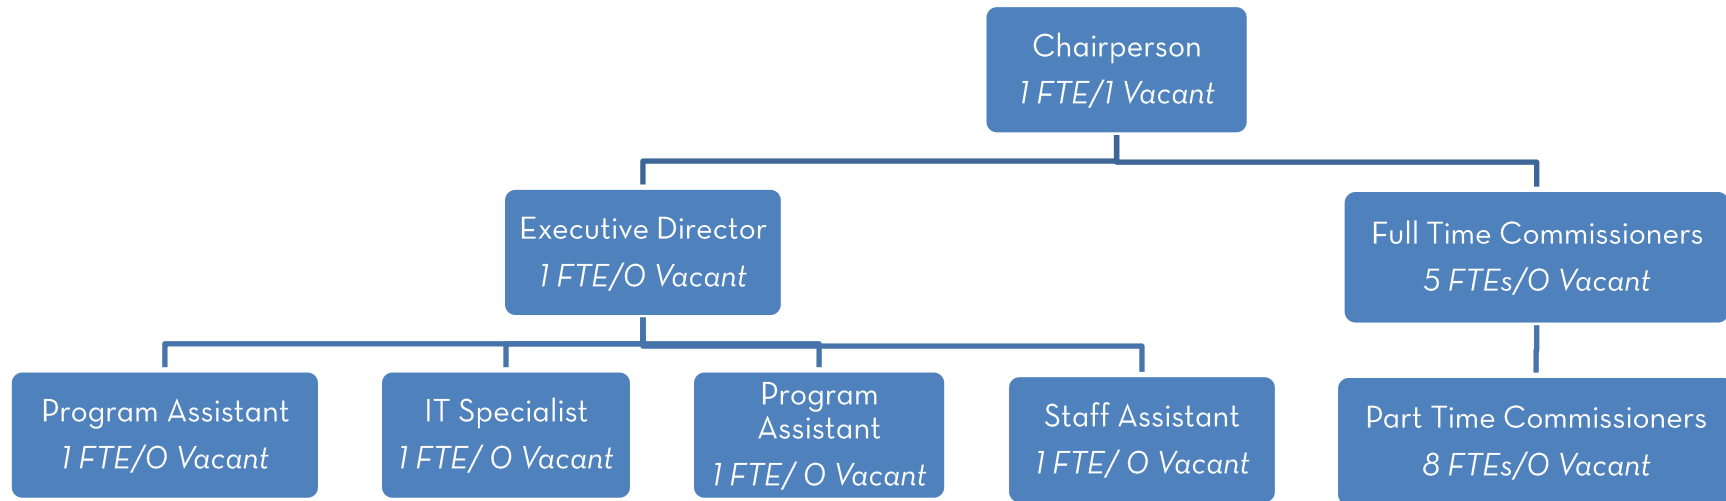 Chairperson
1 FTE/1 Vacant
Executive Director
1 FTE/0 Vacant
Full Time Commissioners
5 FTEs/0 Vacant
Program Assistant
1 FTE/0 Vacant
IT Specialist
1 FTE/ 0 Vacant
Program
Assistant
1 FTE/ 0 Vacant
Staff Assistant
1 FTE/ 0 Vacant
Part Time Commissioners
8 FTEs/0 Vacant